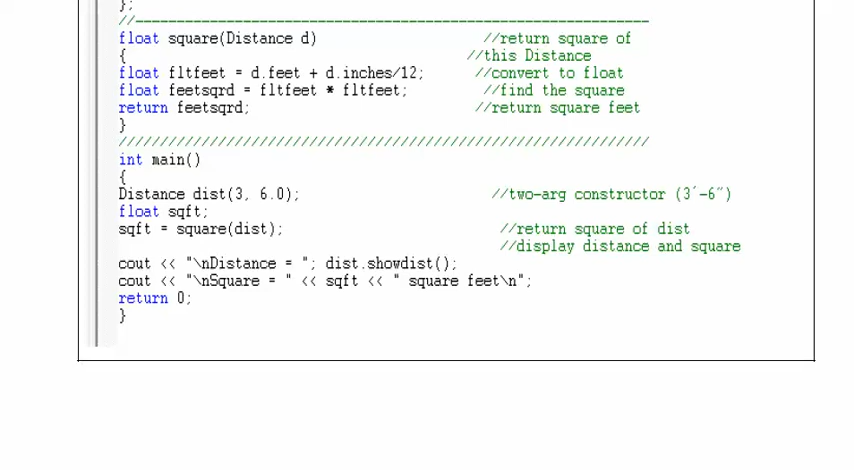 };
//--------------------------------------------------------------
float square(Distance d) //return square of
{ //this Distance
float fltfeet = d.feet + d.inches/12; //convert to float
float feetsqrd = fltfeet * fltfeet; //find the square
return feetsqrd; //return square feet
}
////////////////////////////////////////////////////////////////
int main()
{
Distance dist(3, 6.0); //two-arg constructor (3´-6˝)
float sqft;
sqft = square(dist); //return square of dist
//display distance and square
cout << "\nDistance = "; dist.showdist();
cout << "\nSquare = " << sqft << " square feet\n";
return 0;
}